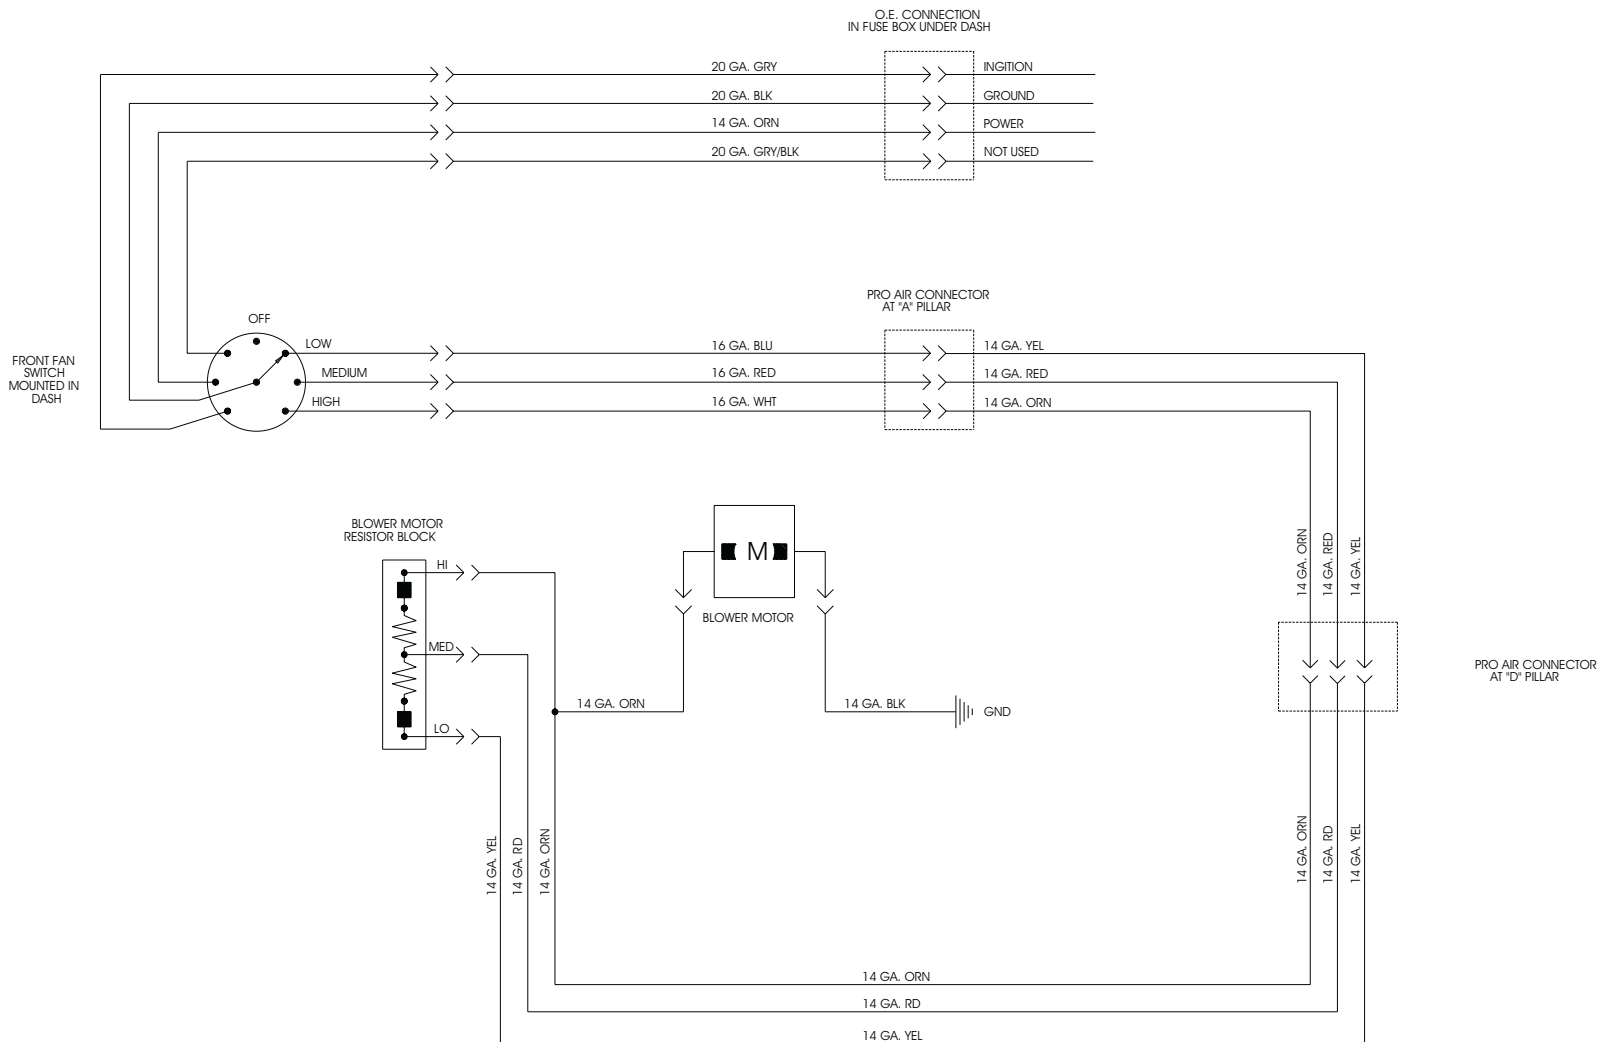 O.E. CONNECTION
IN FUSE BOX UNDER DASH
20 GA. GRY
INGITION
20 GA. BLK
GROUND
14 GA. ORN
POWER
20 GA. GRY/BLK
NOT USED
PRO AIR CONNECTOR
AT "A" PILLAR
OFF
LOW
16 GA. BLU
14 GA. YEL
FRONT FAN
SWITCH
MOUNTED IN
DASH
MEDIUM
16 GA. RED
14 GA. RED
HIGH
16 GA. WHT
14 GA. ORN
BLOWER MOTOR
RESISTOR BLOCK
HI
M
BLOWER MOTOR
14 GA. ORN
14 GA. RED
14 GA. YEL
MED
PRO AIR CONNECTOR
AT "D" PILLAR
14 GA. ORN
14 GA. BLK
GND
LO
14 GA. YEL
14 GA. RD
14 GA. ORN
14 GA. ORN
14 GA. RD
14 GA. YEL
14 GA. ORN
14 GA. RD
14 GA. YEL